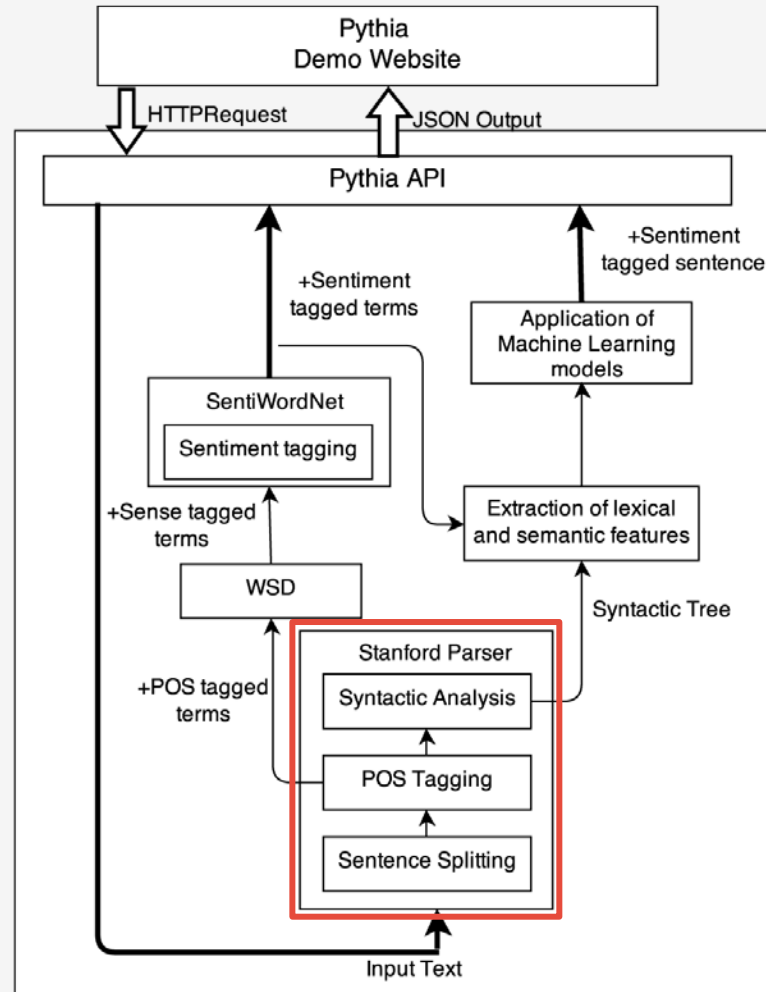 Pythia
Demo Website
HTTPRequest
JSON Output
Pythia API
+Sentiment
tagged sentence
+Sentiment
tagged terms
Application of
Machine Learning
models
SentiWordNet
Sentiment tagging
+Sense tagged
terms
Extraction of lexical
and semantic features
WSD
Syntactic Tree
Stanford Parser
+POS tagged
terms
Syntactic Analysis
POS Tagging
Sentence Splitting
Input Text